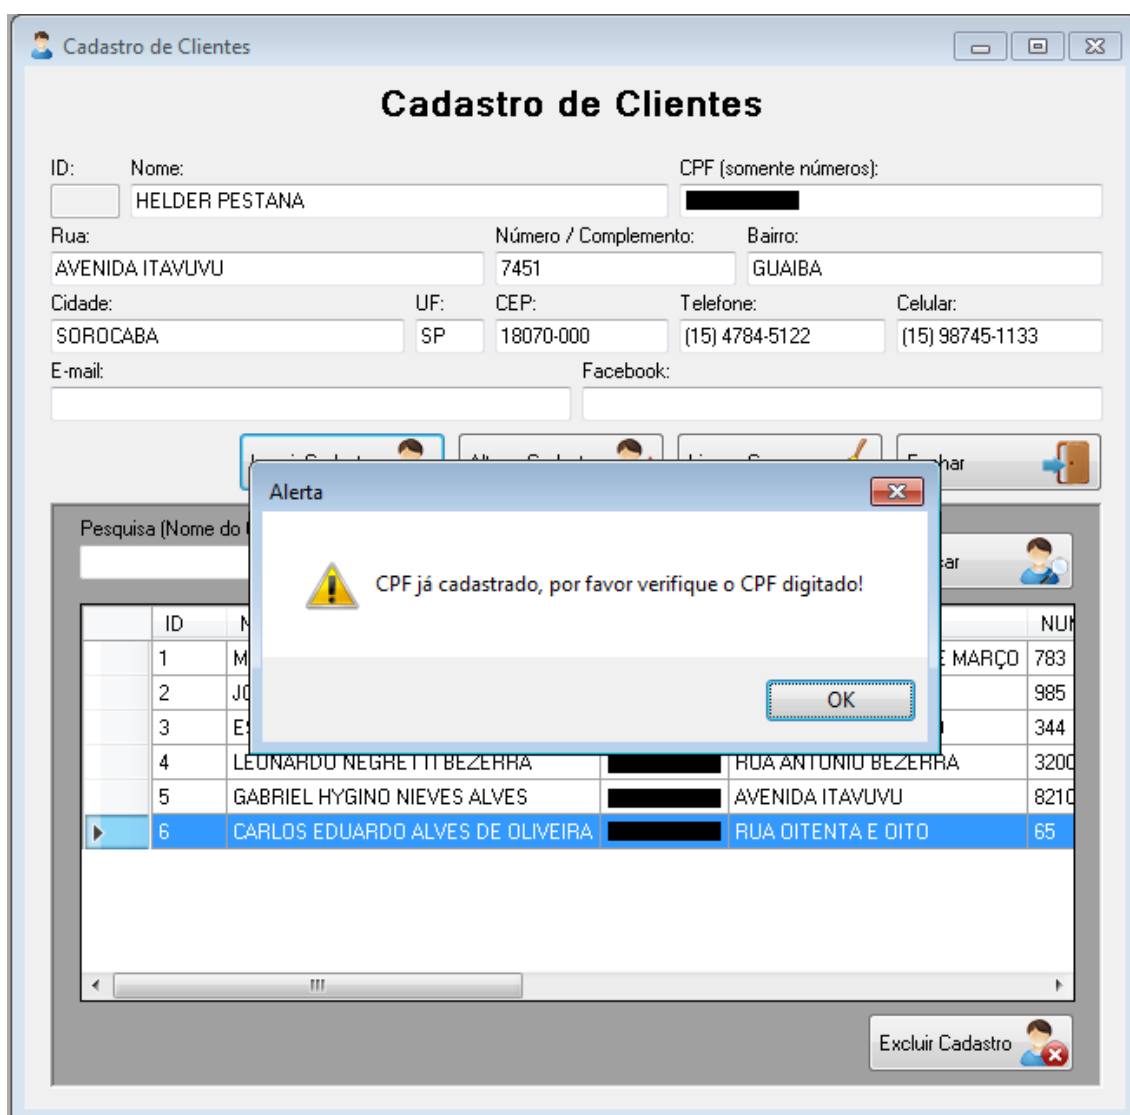 Cadastro de Clientes
Cadastro de Clientes
ID: Nome: CPF (somente números):
HELDER PESTANA
Rua: Número / Complemento: Bairro:
AVENIDA ITAVUVU 7451 GUAIBA
Cidade: UF: CEP: Telefone: Celular:
SOROCABA SP 18070-000 (15) 4784-5122 (15) 98745-1133
E-mail: Facebook:
Alerta
Pesquisa (Nome do
CPF já cadastrado, por favor verifique o CPF digitado!
OK
ID
1 MARÇO 783
2 985
3 344
4 LEONARDO NEGRETTI BEZERRA RUA ANTONIO BEZERRA 3200
5 GABRIEL HYGINO NIEVES ALVES AVENIDA ITAVUVU 8210
6 CARLOS EDUARDO ALVES DE OLIVEIRA RUA OITENTA E OITO 65
Excluir Cadastro